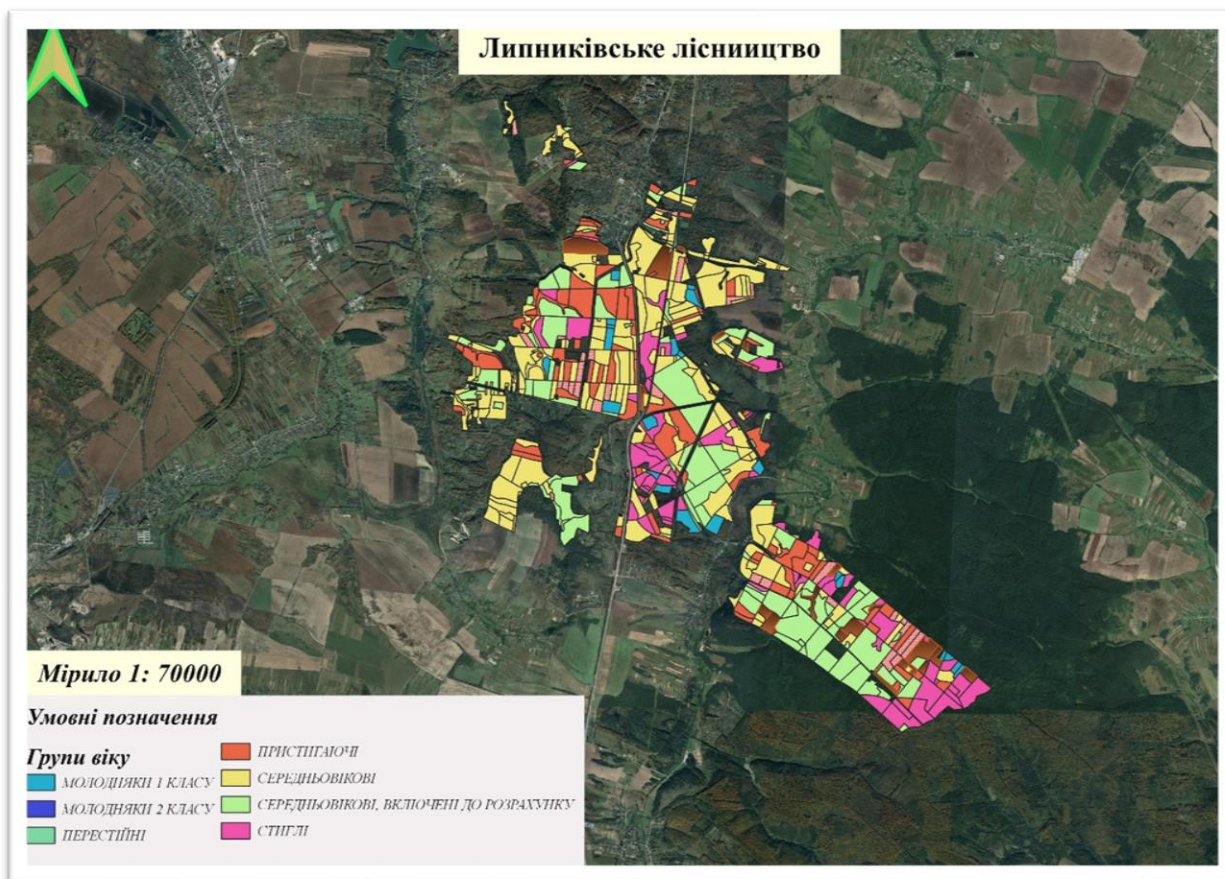 Липниківське лісниицтво
Мірило 1: 70000
Умовні позначення
Групи віку
МОЛОДНЯКИ 1 КЛАСУ
МОЛОДНЯКИ 2 КЛАСУ
ПЕРЕСТІЙНІ
ПРИСТИГАЮЧІ
СЕРЕДНЬОВІКОВІ
СЕРЕДНЬОВІКОВІ, ВКЛЮЧЕНІ ДО РОЗРАХУНКУ
СТИГЛІ